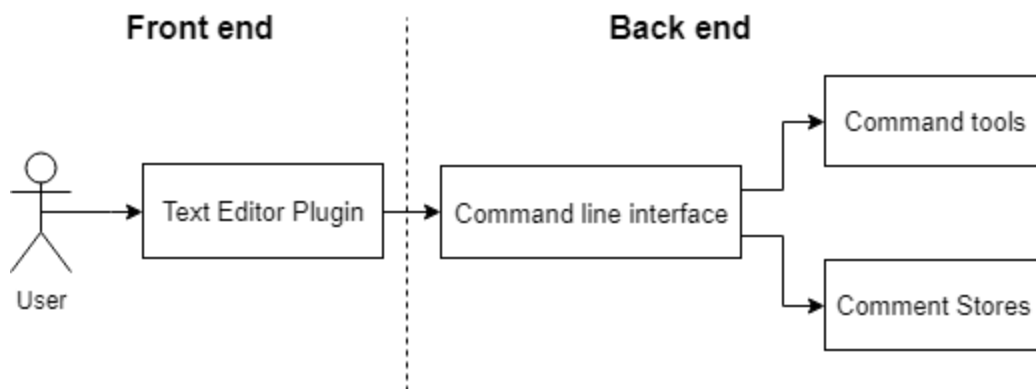 Front end
Back end
Command tools
Text Editor Plugin
Command line interface
User
Comment Stores